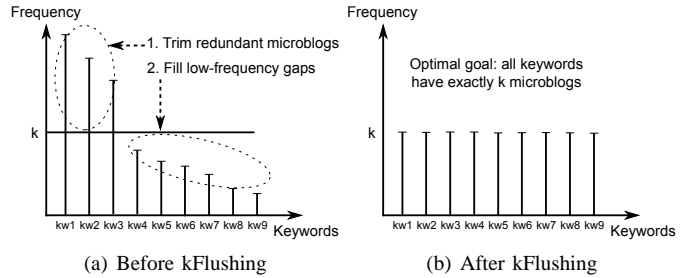 Frequency
1. Trim redundant microblogs
2. Fill low-frequency gaps
k
kw1 kw2 kw3 kw4 kw5 kw6 kw7 kw8 kw9
Keywords
(a) Before kFlushing
Frequency
Optimal goal: all keywords
have exactly k microblogs
k
kw1 kw2 kw3 kw4 kw5 kw6 kw7 kw8 kw9
Keywords
(b) After kFlushing